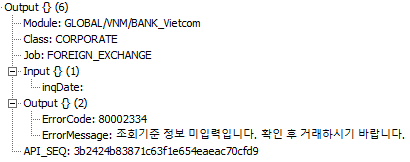 Output {} (6)
Module: GLOBAL/VNM/BANK_Vietcom
Class: CORPORATE
Job: FOREIGN_EXCHANGE
Input {} (1)
inqDate:
Output {} (2)
ErrorCode: 80002334
ErrorMessage: 조회기준 정보 미입력입니다. 확인 후 거래하시기 바랍니다.
API_SEQ: 3b2424b83871c63f1e654eaeac70cfd9